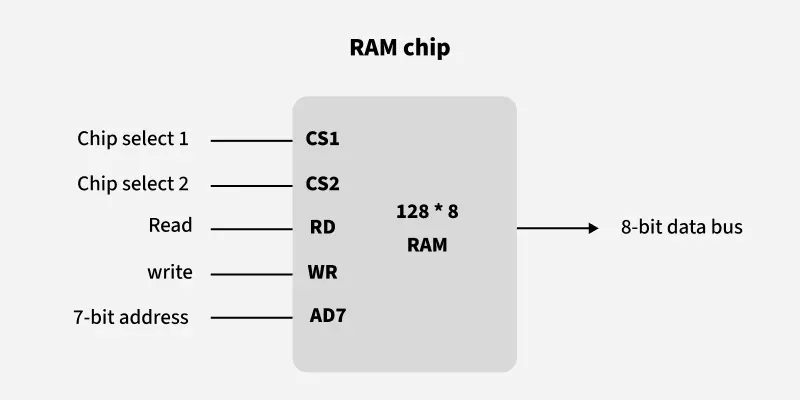 RAM chip
Chip select 1
CS1
Chip select 2
CS2
Read
RD
128 * 8
RAM
8-bit data bus
write
WR
7-bit address
AD7